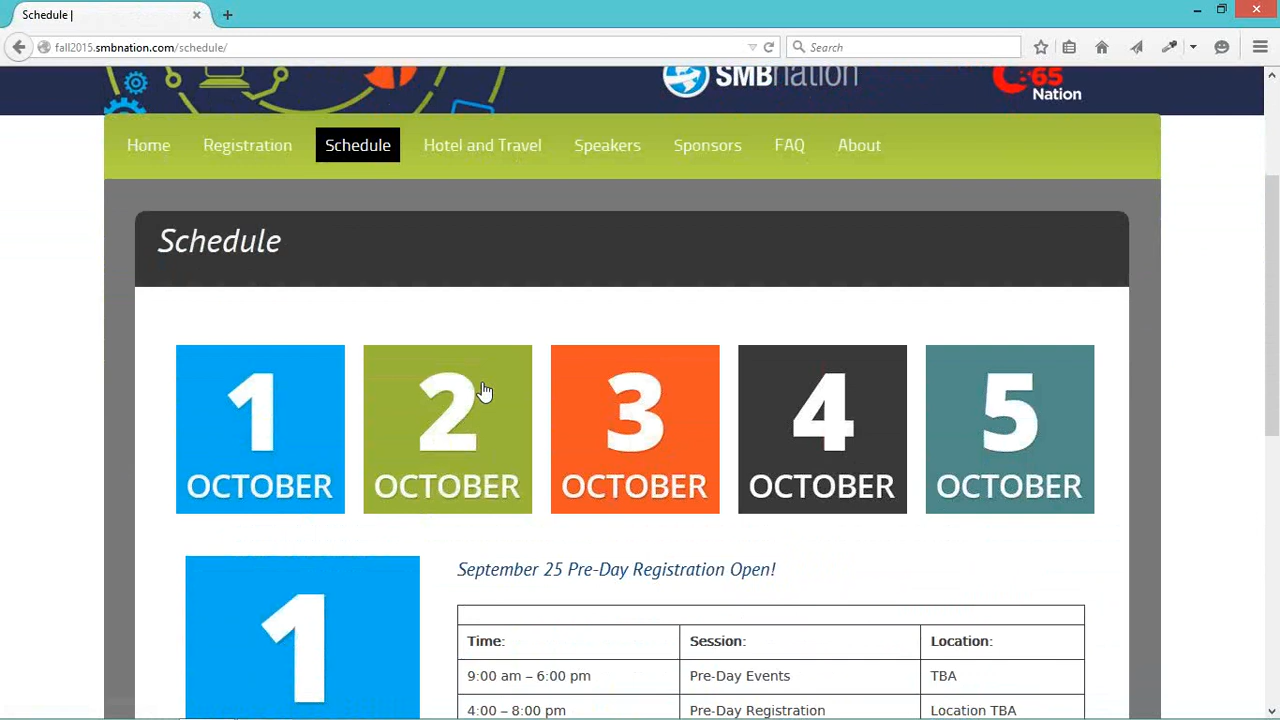 Schedule |
fall2015.smbnation.com/schedule/
Search
SMBnation
365
Nation
Home Registration Schedule Hotel and Travel Speakers Sponsors FAQ About
Schedule
1 2 3 4 5
OCTOBER OCTOBER OCTOBER OCTOBER OCTOBER
1
September 25 Pre-Day Registration Open!
Time: Session: Location:
9:00 am – 6:00 pm Pre-Day Events TBA
4:00 – 8:00 pm Pre-Day Registration Location TBA